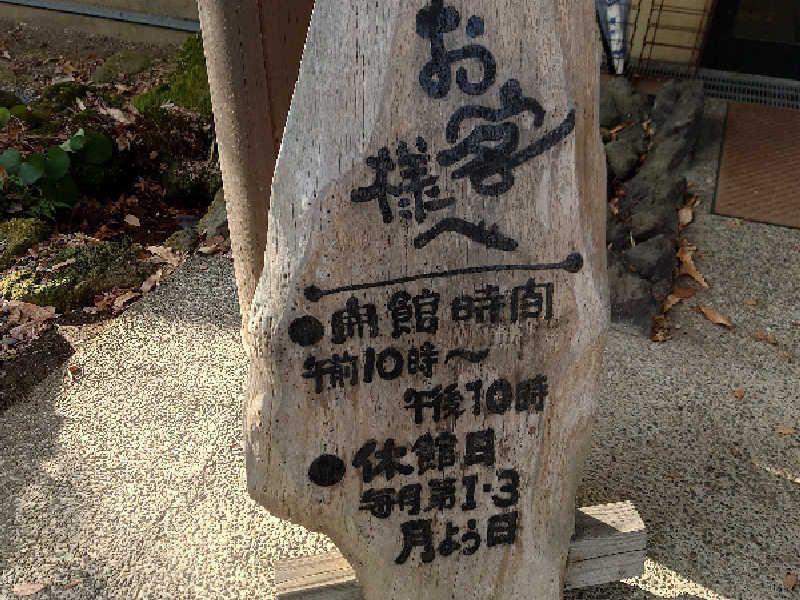 お客
様へ
●開館時間
午前10時〜
午後10時
●休館日
毎月第1・3
月よう日